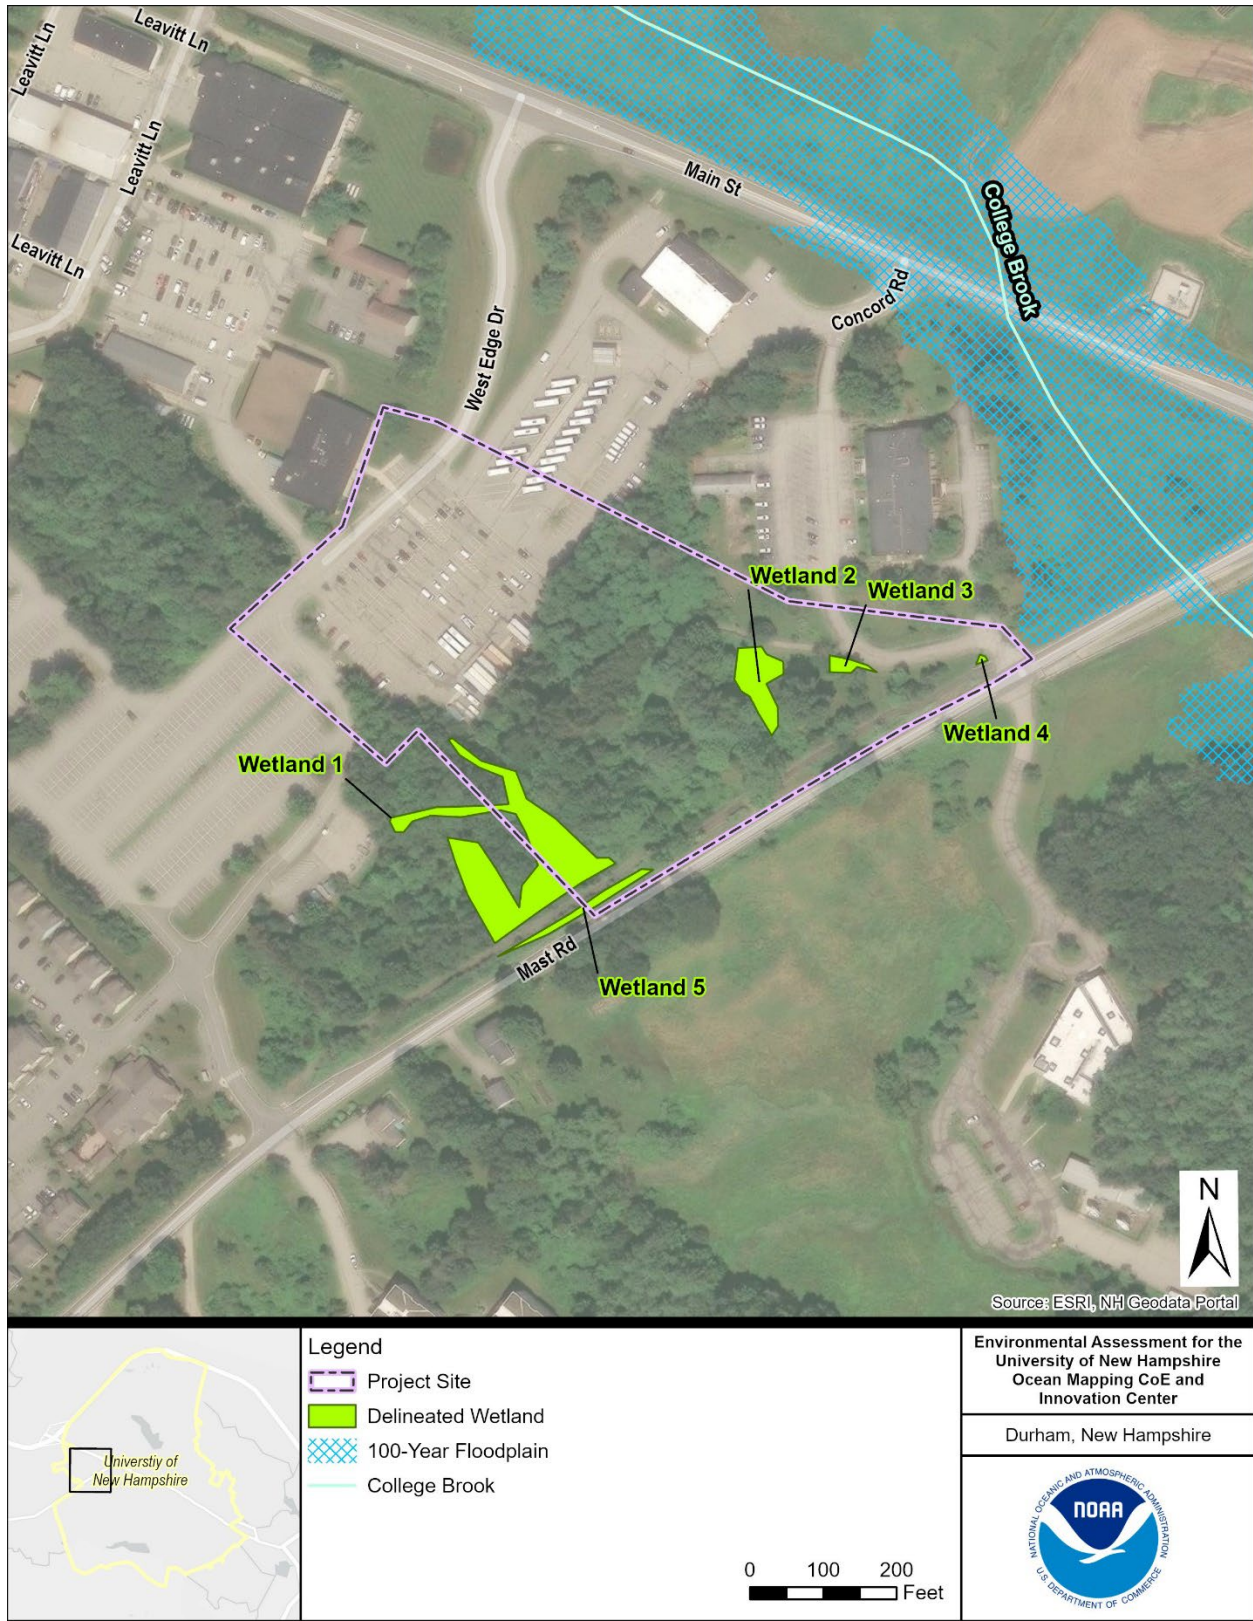 Leavitt Ln
Leavitt Ln
Leavitt Ln
Leavitt Ln
Main St
College Brook
Concord Rd
West Edge Dr
Wetland 2
Wetland 3
Wetland 4
Wetland 1
Wetland 5
Mast Rd
N
Source: ESRI, NH Geodata Portal
Universtiy of
New Hampshire
Legend
Project Site
Delineated Wetland
100-Year Floodplain
College Brook
0 100 200
Feet
Environmental Assessment for the
University of New Hampshire
Ocean Mapping CoE and
Innovation Center
Durham, New Hampshire
NATIONAL OCEANIC AND ATMOSPHERIC ADMINISTRATION
NOAA
U.S. DEPARTMENT OF COMMERCE